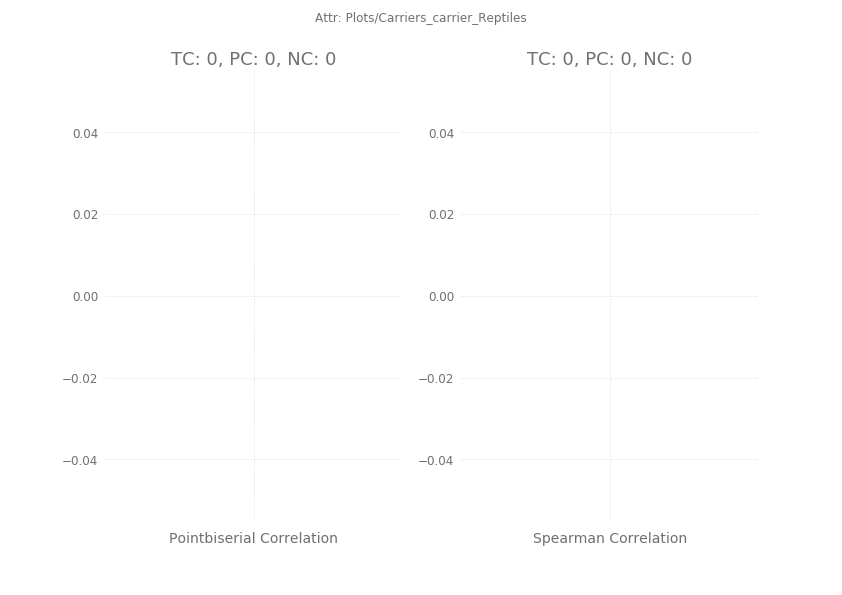 Attr: Plots/Carriers_carrier_Reptiles
TC: 0, PC: 0, NC: 0
0.04
0.02
0.00
−0.02
−0.04
Pointbiserial Correlation
TC: 0, PC: 0, NC: 0
0.04
0.02
0.00
−0.02
−0.04
Spearman Correlation